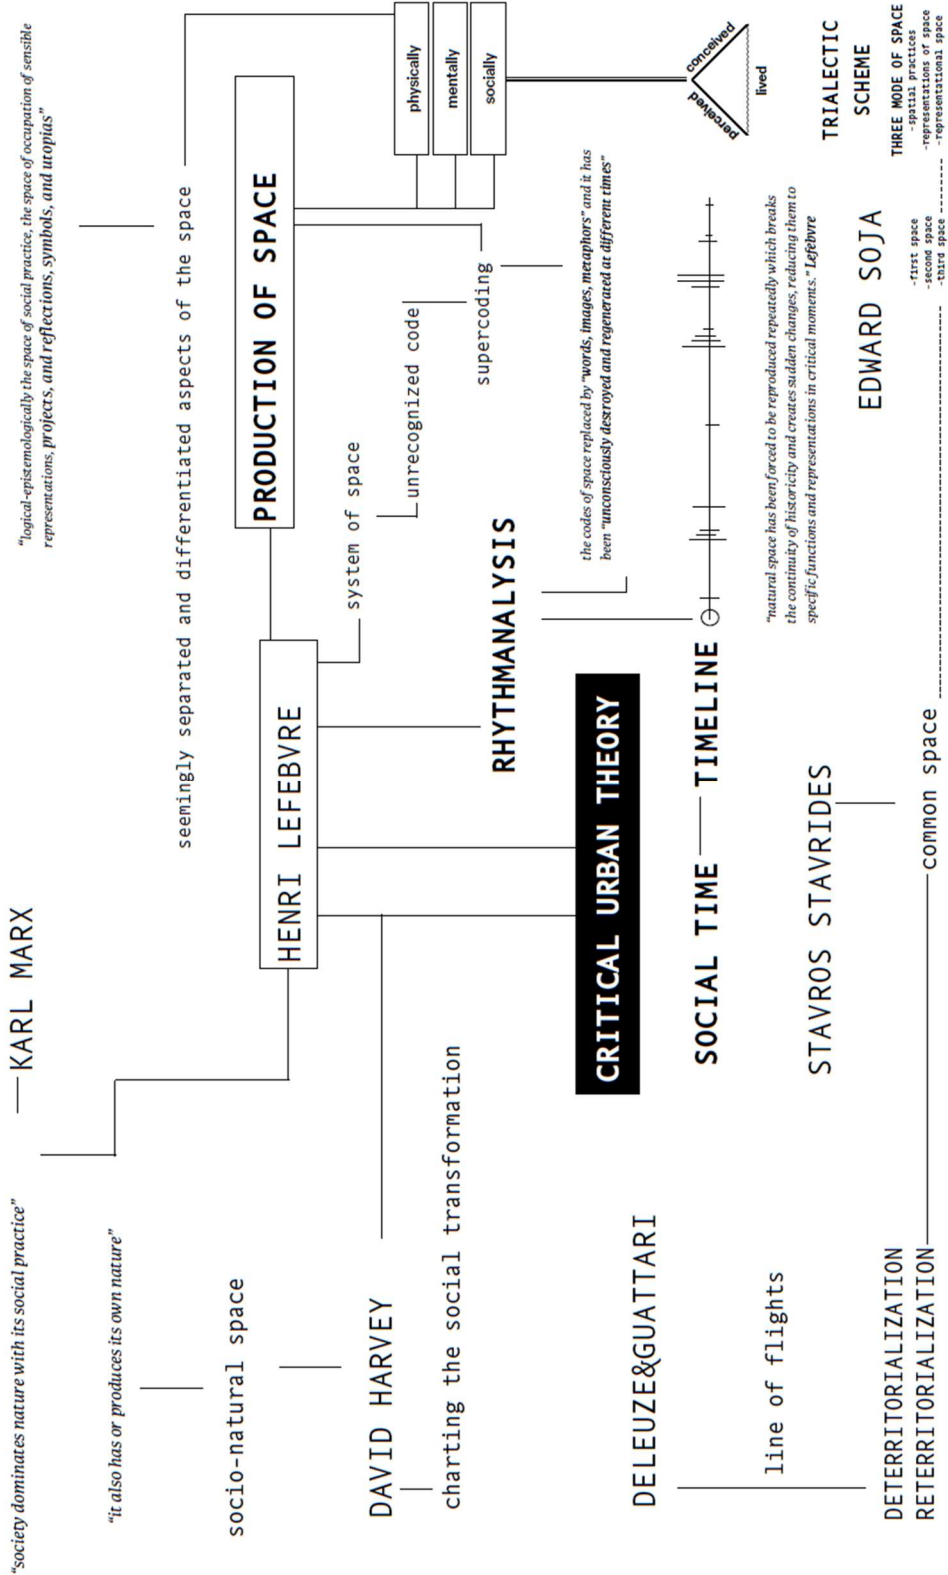 “society dominates nature with its social practice”
KARL MARX
“logical-epistemologically the space of social practice, the space of occupation of sensible
representations, projects, and reflections, symbols, and utopias”
“it also has or produces its own nature”
socio-natural space
seemingly separated and differentiated aspects of the space
HENRI LEFEBVRE
PRODUCTION OF SPACE
physically
mentally
socially
system of space
unrecognized code
supercoding
DAVID HARVEY
charting the social transformation
RHYTHMANALYSIS
the codes of space replaced by “words, images, metaphors” and it has
been “unconsciously destroyed and regenerated at different times”
CRITICAL URBAN THEORY
perceived
conceived
lived
DELEUZE&GUATTARI
SOCIAL TIME
TIMELINE
line of flights
“natural space has been forced to be reproduced repeatedly which breaks
the continuity of historicity and creates sudden changes, reducing them to
specific functions and representations in critical moments.” Lefebvre
STAVROS STAVRIDES
EDWARD SOJA
TRIALECTIC
SCHEME
DETERRITORIALIZATION
RETERRITORIALIZATION
common space
-first space
-second space
-third space
THREE MODE OF SPACE
-spatial practices
-representations of space
-representational space